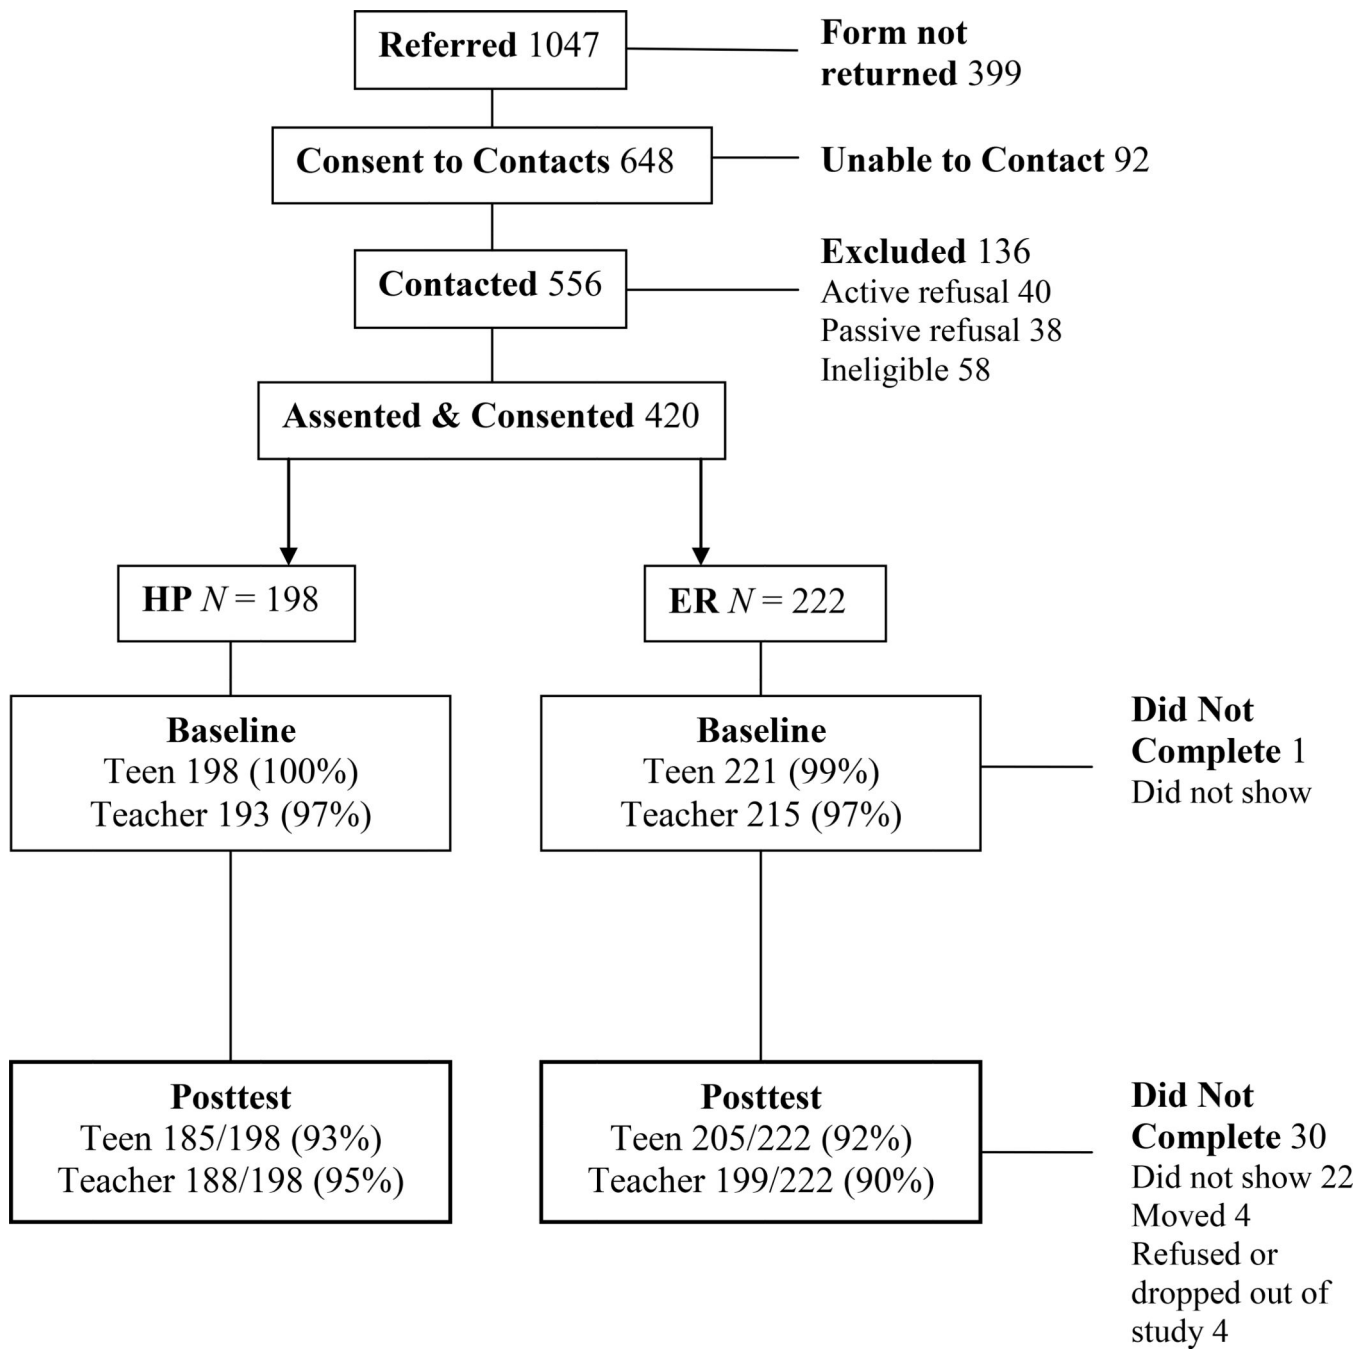 Referred 1047
Form not
returned 399
Consent to Contacts 648
Unable to Contact 92
Contacted 556
Excluded 136
Active refusal 40
Passive refusal 38
Ineligible 58
Assented & Consented 420
HP N = 198
ER N = 222
Baseline
Teen 198 (100%)
Teacher 193 (97%)
Baseline
Teen 221 (99%)
Teacher 215 (97%)
Did Not
Complete 1
Did not show
Posttest
Teen 185/198 (93%)
Teacher 188/198 (95%)
Posttest
Teen 205/222 (92%)
Teacher 199/222 (90%)
Did Not
Complete 30
Did not show 22
Moved 4
Refused or
dropped out of
study 4